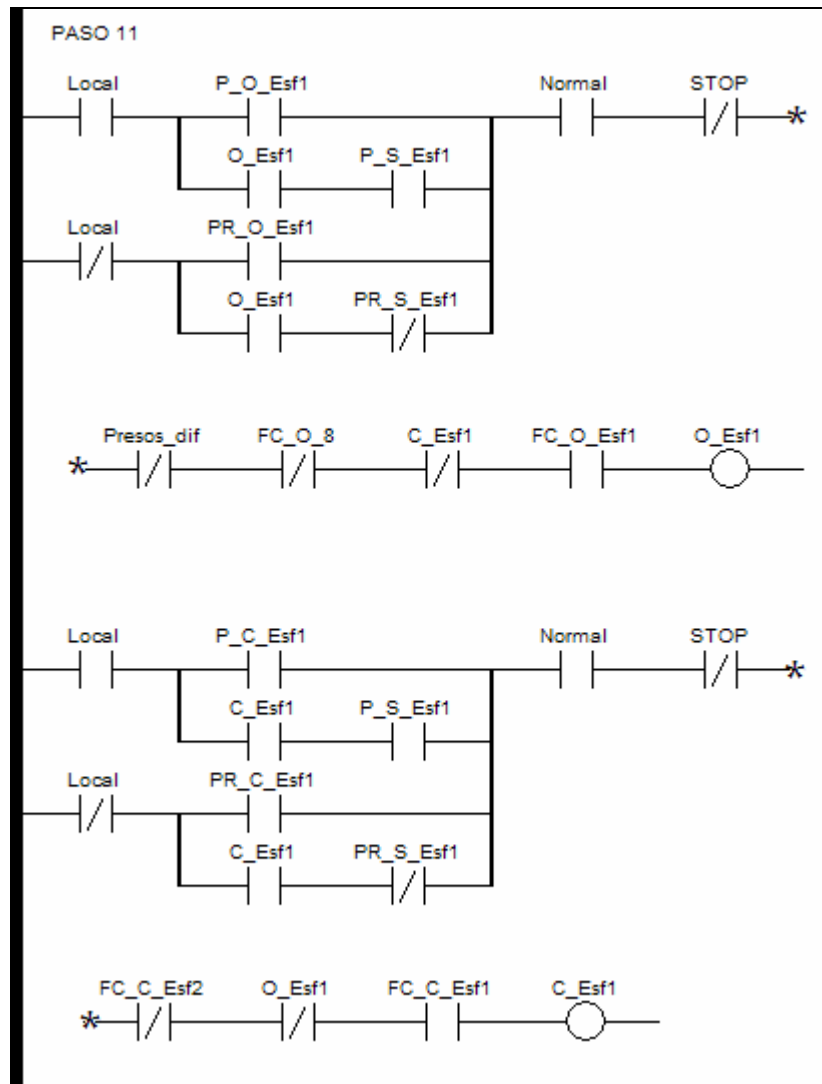 PASO 11
Local P_O_Esf1 Normal STOP
O_Esf1 P_S_Esf1
Local PR_O_Esf1
O_Esf1 PR_S_Esf1
Presos_dif FC_O_8 C_Esf1 FC_O_Esf1 O_Esf1
Local P_C_Esf1 Normal STOP
C_Esf1 P_S_Esf1
Local PR_C_Esf1
C_Esf1 PR_S_Esf1
FC_C_Esf2 O_Esf1 FC_C_Esf1 C_Esf1